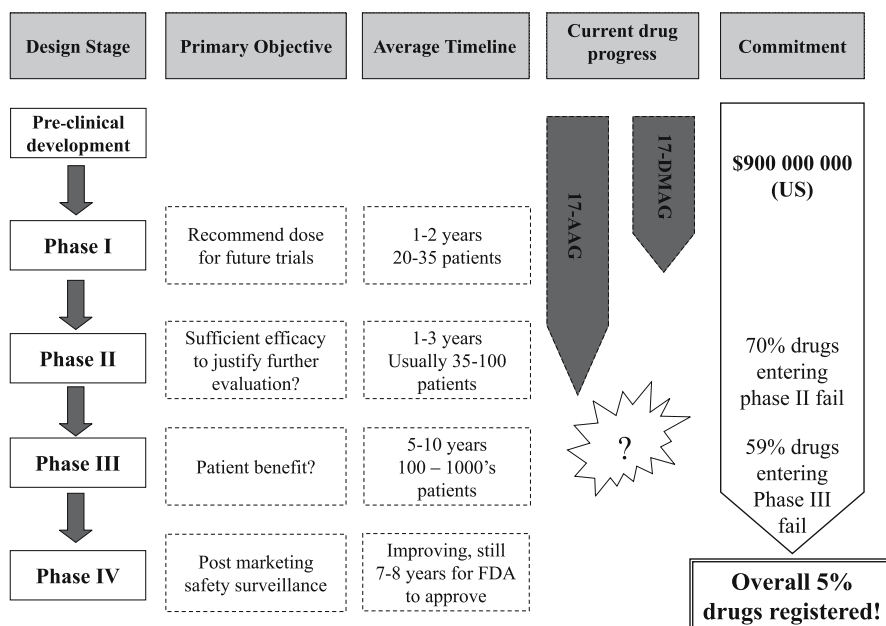 Design Stage
Primary Objective
Average Timeline
Current drug
progress
Commitment
Pre-clinical
development
17-AAG
17-DMAG
$900 000 000
(US)
Phase I
Recommend dose
for future trials
1-2 years
20-35 patients
Phase II
Sufficient efficacy
to justify further
evaluation?
1-3 years
Usually 35-100
patients
70% drugs
entering
phase II fail
Phase III
Patient benefit?
5-10 years
100 – 1000’s
patients
?
59% drugs
entering
Phase III
fail
Phase IV
Post marketing
safety surveillance
Improving, still
7-8 years for FDA
to approve
Overall 5%
drugs registered!